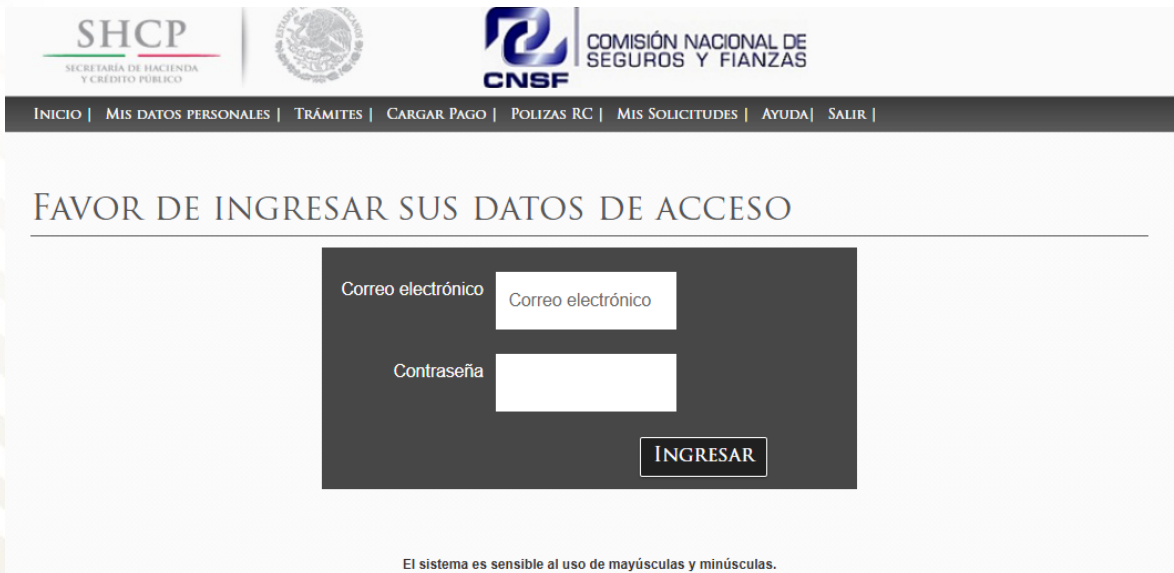 SHCP
SECRETARÍA DE HACIENDA
Y CRÉDITO PÚBLICO
CNSF
COMISIÓN NACIONAL DE
SEGUROS Y FIANZAS
INICIO | MIS DATOS PERSONALES | TRÁMITES | CARGAR PAGO | POLIZAS RC | MIS SOLICITUDES | AYUDA| SALIR |
FAVOR DE INGRESAR SUS DATOS DE ACCESO
Correo electrónico
Correo electrónico
Contraseña
INGRESAR
El sistema es sensible al uso de mayúsculas y minúsculas.